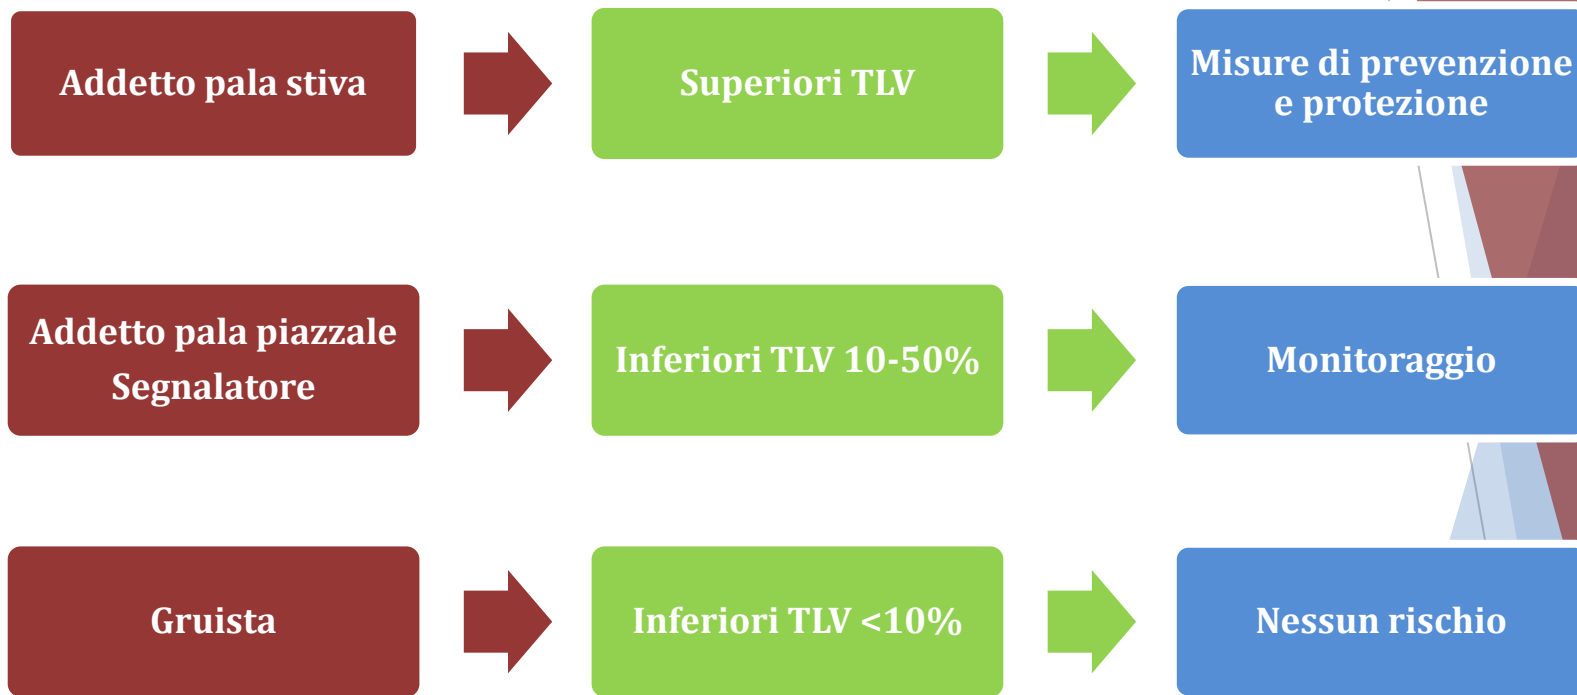 Addetto pala stiva
Superiori TLV
Misure di prevenzione
e protezione
Addetto pala piazzale
Segnalatore
Inferiori TLV 10-50%
Monitoraggio
Gruista
Inferiori TLV <10%
Nessun rischio